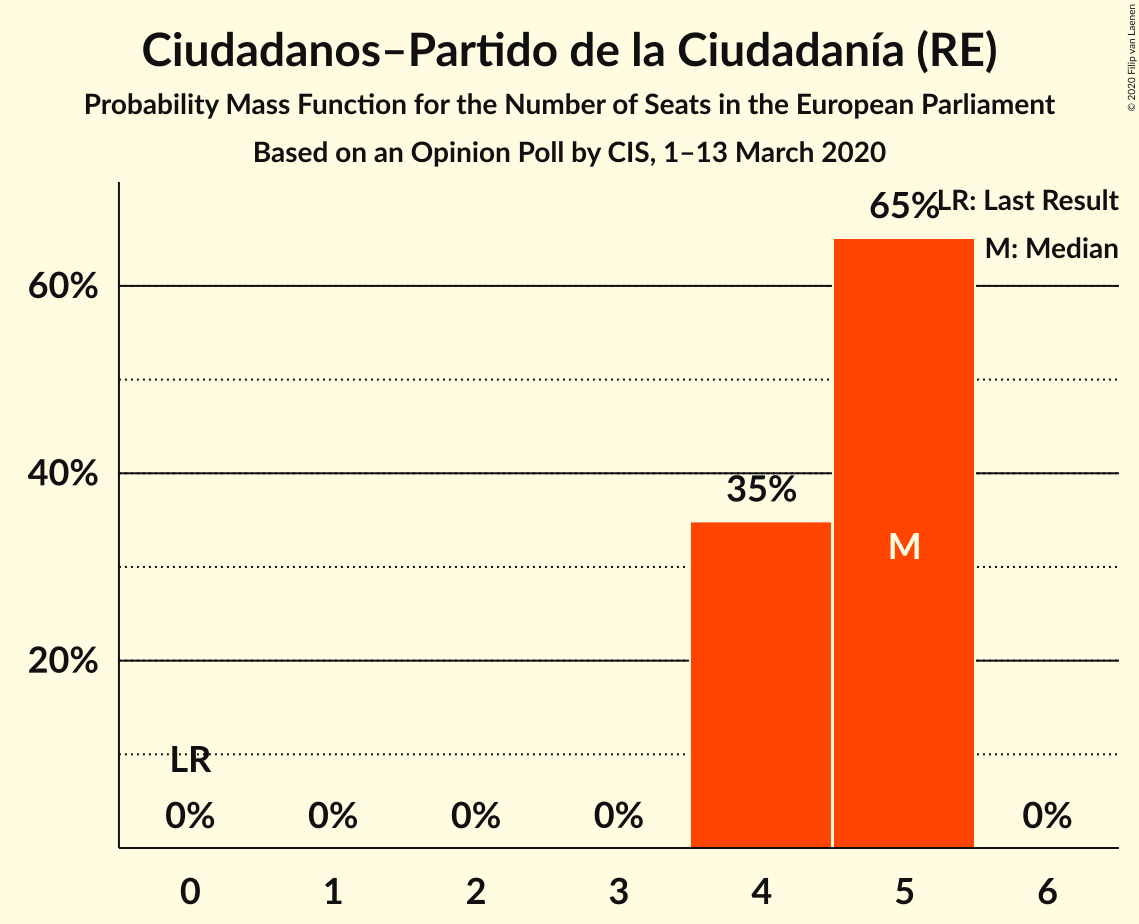 Ciudadanos–Partido de la Ciudadanía (RE)
Probability Mass Function for the Number of Seats in the European Parliament
Based on an Opinion Poll by CIS, 1–13 March 2020
© 2020 Filip van Laenen
65%
LR: Last Result
M: Median
60%
40%
35%
M
20%
LR
0% 0% 0% 0% 0%
0 1 2 3 4 5 6